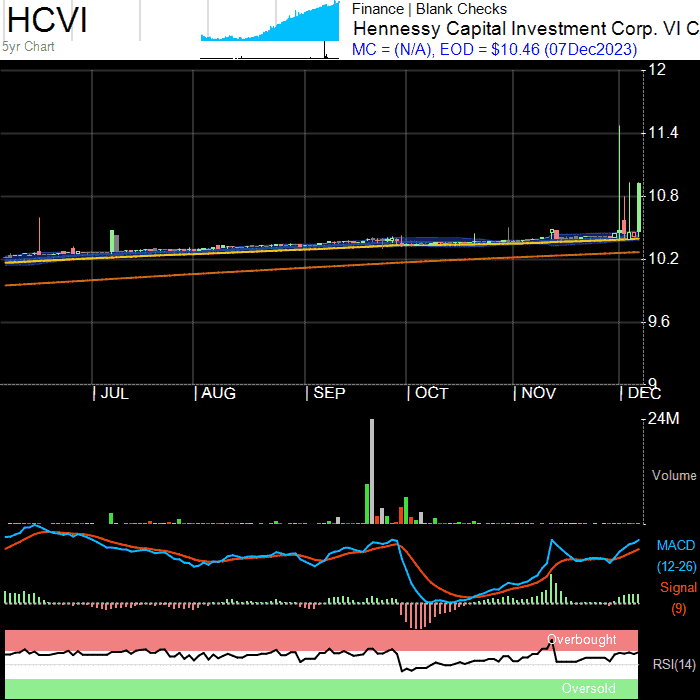 HCVI
5yr Chart
Finance | Blank Checks
Hennessy Capital Investment Corp. VI C
MC = (N/A), EOD = $10.46 (07Dec2023)
12
11.4
10.8
10.2
9.6
9
JUL AUG SEP OCT NOV DEC
24M
Volume
MACD
(12-26)
Signal
(9)
Overbought
RSI(14)
Oversold